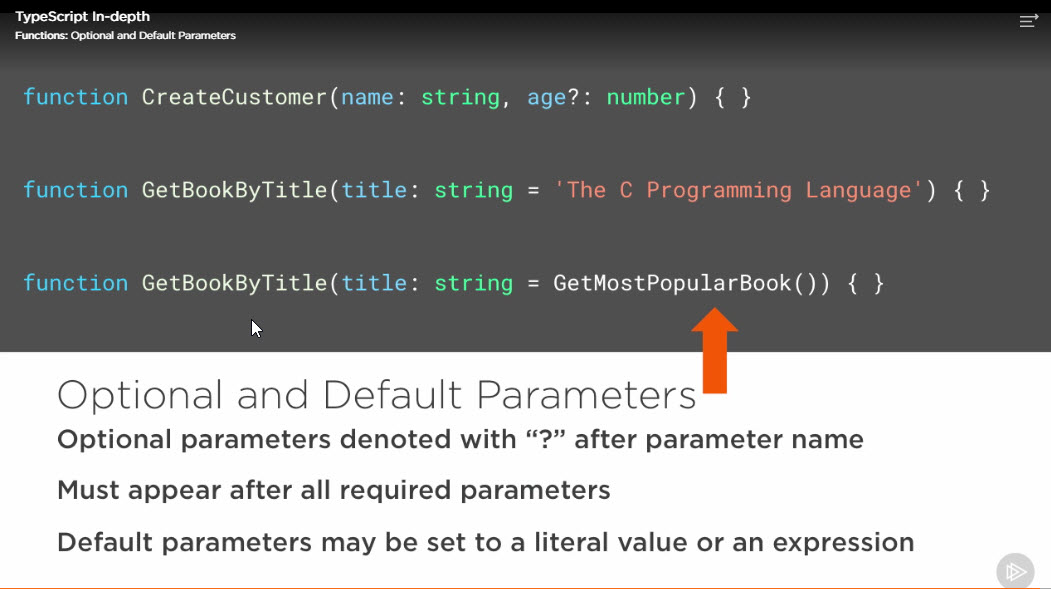 TypeScript In-depth
Functions: Optional and Default Parameters
function CreateCustomer(name: string, age?: number) { }
function GetBookByTitle(title: string = 'The C Programming Language') { }
function GetBookByTitle(title: string = GetMostPopularBook()) { }
Optional and Default Parameters
Optional parameters denoted with “?” after parameter name
Must appear after all required parameters
Default parameters may be set to a literal value or an expression